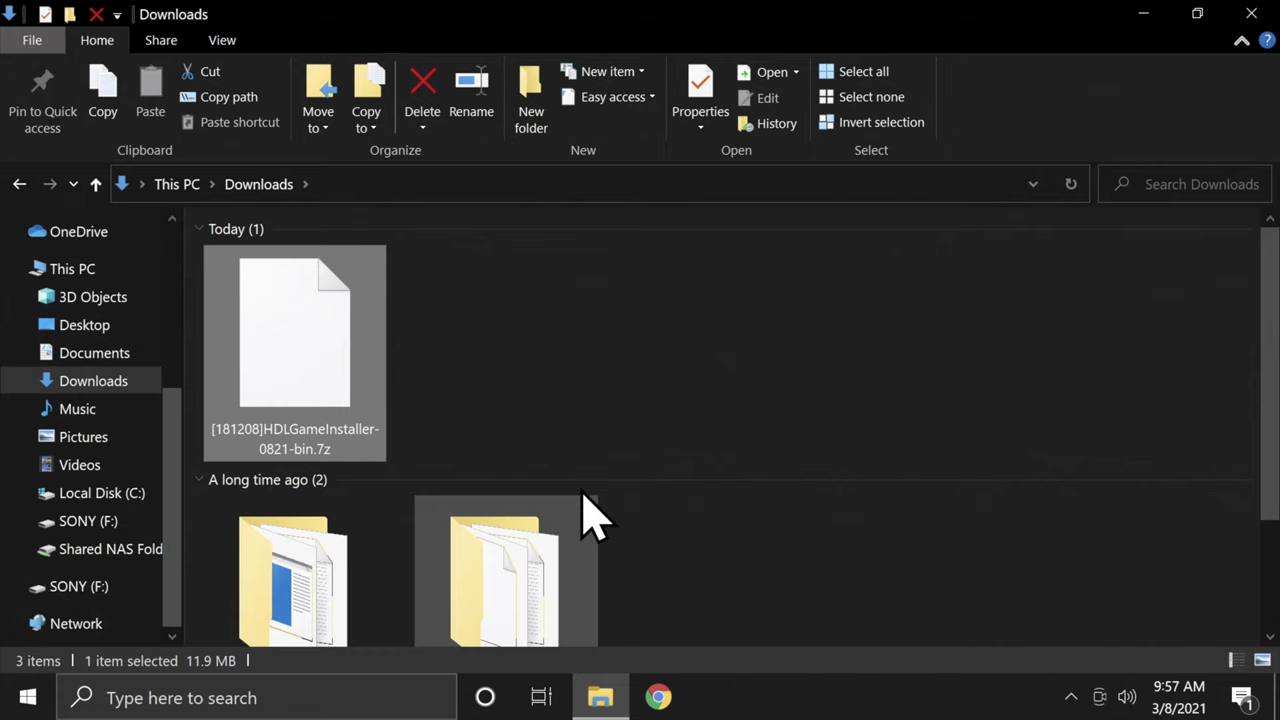 Downloads
File
Home
Share
View
Pin to Quick
access
Copy
Paste
Cut
Copy path
Paste shortcut
Clipboard
Move
to
Copy
to
Delete
Rename
Organize
New
folder
New item
Easy access
New
Properties
Open
Edit
History
Open
Select all
Select none
Invert selection
Select
This PC
Downloads
Search Downloads
OneDrive
This PC
3D Objects
Desktop
Documents
Downloads
Music
Pictures
Videos
Local Disk (C:)
SONY (F:)
Shared NAS Fold
SONY (F:)
Network
Today (1)
[181208]HDLGameInstaller-
0821-bin.7z
A long time ago (2)
3 items
1 item selected 11.9 MB
Type here to search
9:57 AM
3/8/2021
1